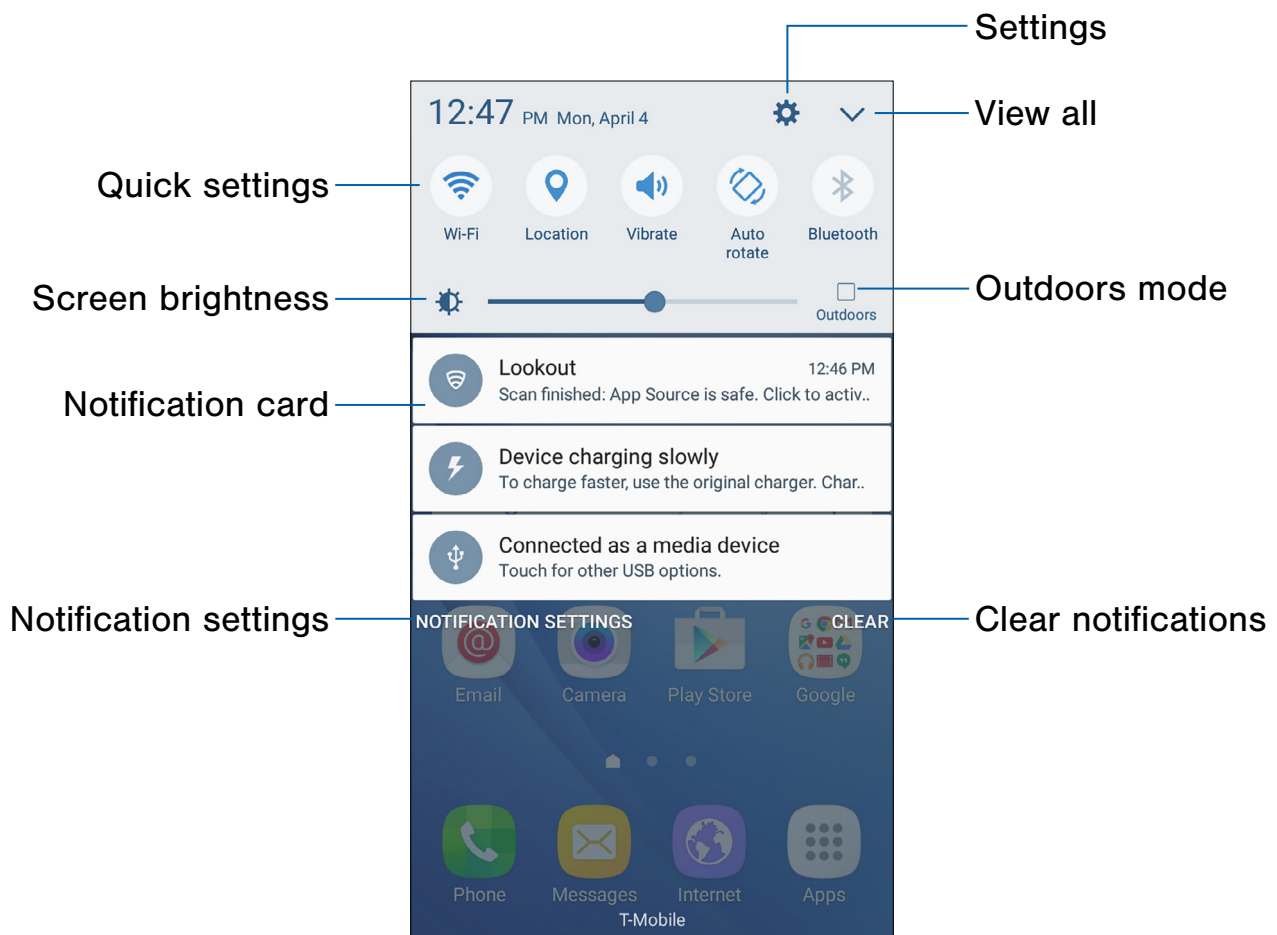 Settings
12:47 PM Mon, April 4
View all
Quick settings
Wi-Fi
Location
Vibrate
Auto
rotate
Bluetooth
Screen brightness
Outdoors
Outdoors mode
Notification card
Lookout 12:46 PM
Scan finished: App Source is safe. Click to activ..
Device charging slowly
To charge faster, use the original charger. Char..
Connected as a media device
Touch for other USB options.
Notification settings
NOTIFICATION SETTINGS
CLEAR
Clear notifications
Email
Camera
Play Store
Google
Phone
Messages
Internet
Apps
T-Mobile